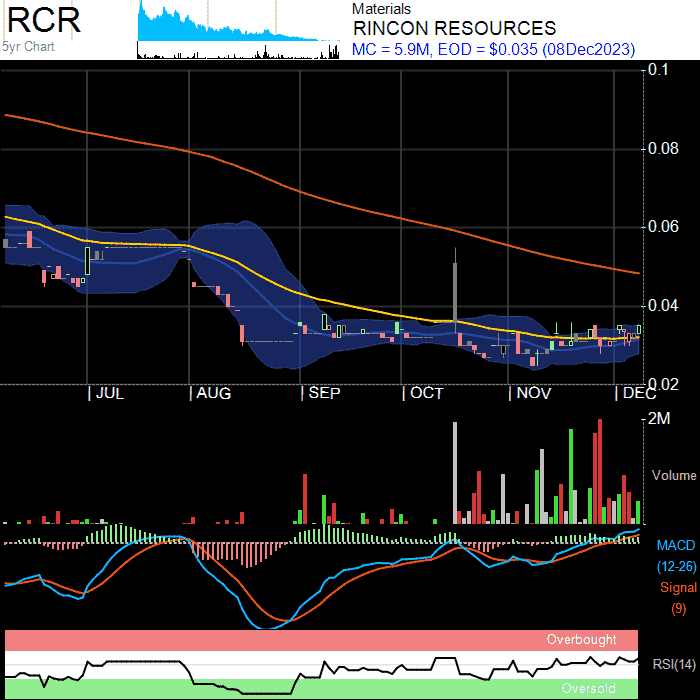 RCR
5yr Chart
Materials
RINCON RESOURCES
MC = 5.9M, EOD = $0.035 (08Dec2023)
0.1
0.08
0.06
0.04
0.02
JUL
AUG
SEP
OCT
NOV
DEC
2M
Volume
MACD
(12-26)
Signal
(9)
Overbought
RSI(14)
Oversold